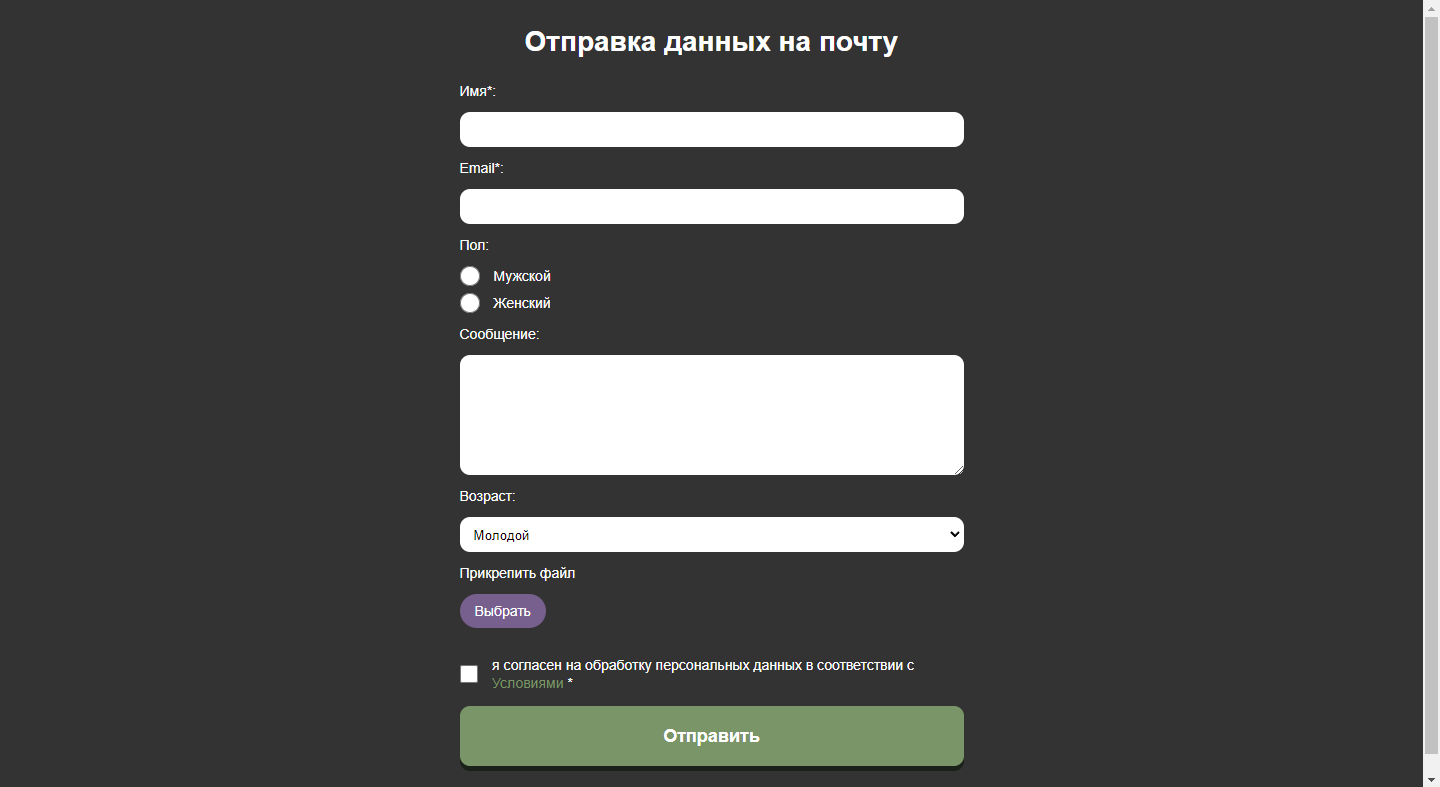 Отправка данных на почту
Имя*:
Email*:
Пол:
Мужской
Женский
Сообщение:
Возраст:
Молодой
Прикрепить файл
Выбрать
я согласен на обработку персональных данных в соответствии с
Условиями *
Отправить